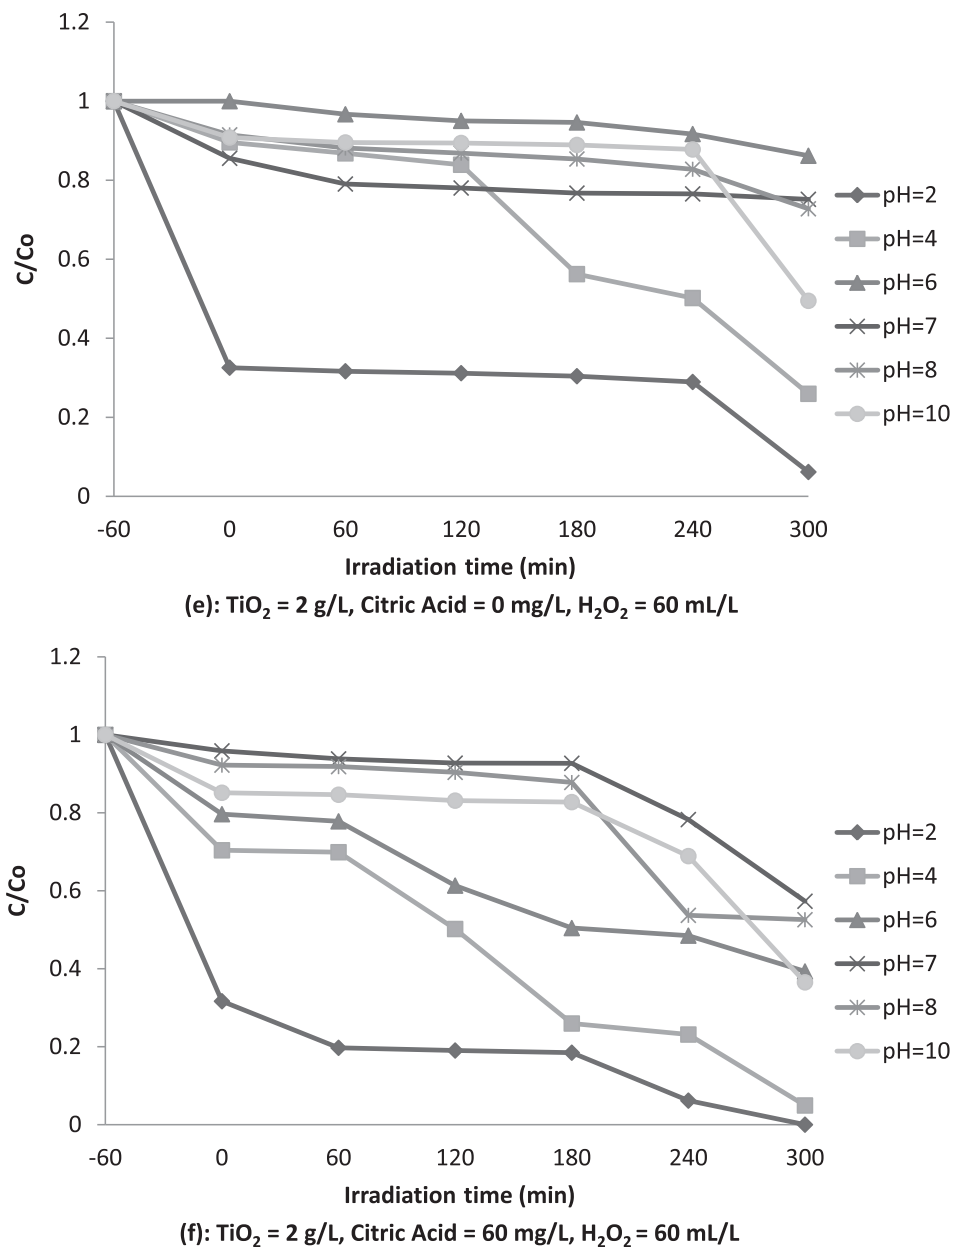 1.2
1
0.8
0.6
0.4
0.2
0
C/Co
-60 0 60 120 180 240 300
Irradiation time (min)
pH=2
pH=4
pH=6
pH=7
pH=8
pH=10
(e): TiO₂ = 2 g/L, Citric Acid = 0 mg/L, H₂O₂ = 60 mL/L
1.2
1
0.8
0.6
0.4
0.2
0
C/Co
-60 0 60 120 180 240 300
Irradiation time (min)
pH=2
pH=4
pH=6
pH=7
pH=8
pH=10
(f): TiO₂ = 2 g/L, Citric Acid = 60 mg/L, H₂O₂ = 60 mL/L